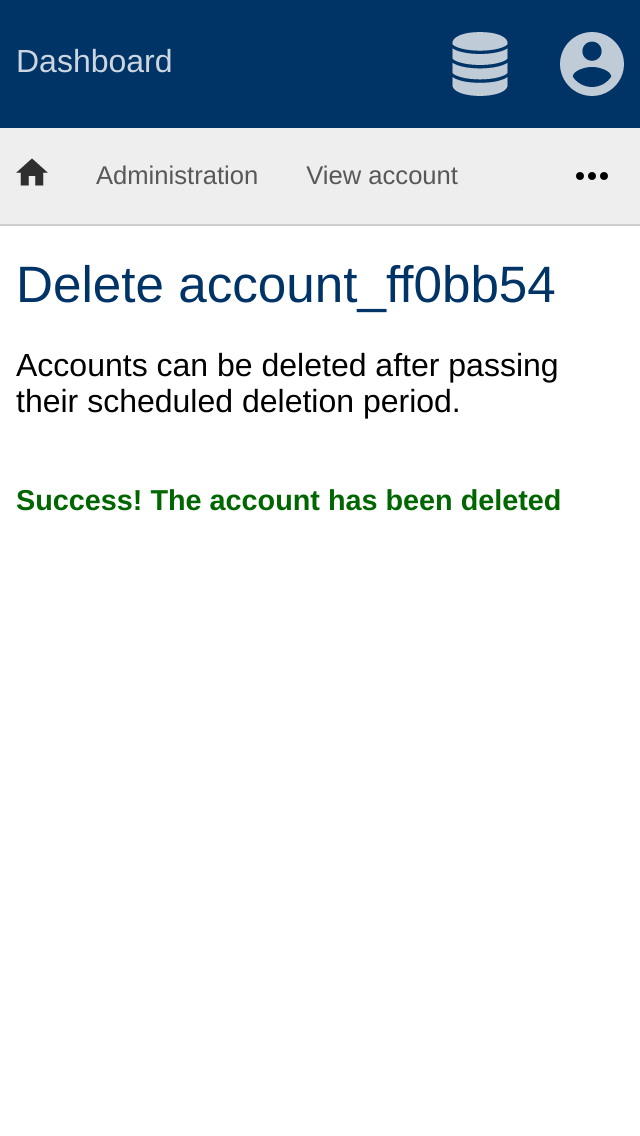 Dashboard
Administration View account
Delete account_ff0bb54
Accounts can be deleted after passing
their scheduled deletion period.
Success! The account has been deleted